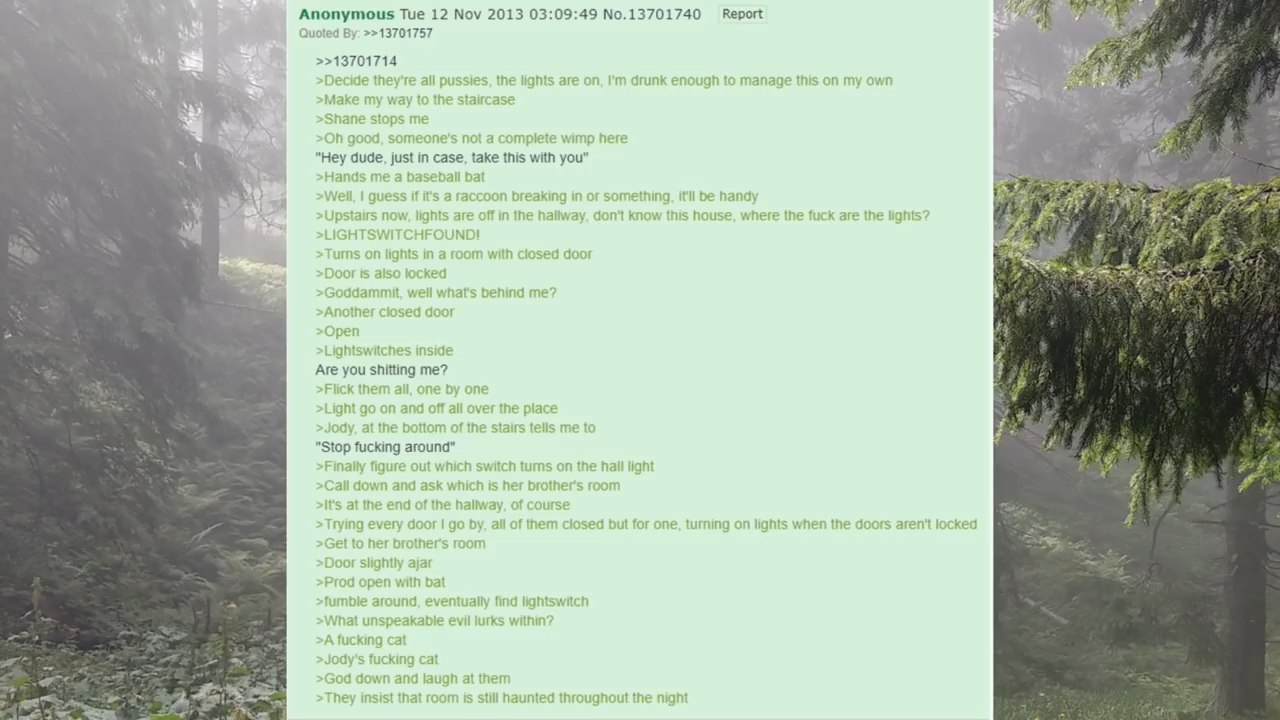 Anonymous Tue 12 Nov 2013 03:09:49 No.13701740 Report
Quoted By: >>13701757
>>13701714
>Decide they're all pussies, the lights are on, I'm drunk enough to manage this on my own
>Make my way to the staircase
>Shane stops me
>Oh good, someone's not a complete wimp here
"Hey dude, just in case, take this with you"
>Hands me a baseball bat
>Well, I guess if it's a raccoon breaking in or something, it'll be handy
>Upstairs now, lights are off in the hallway, don't know this house, where the fuck are the lights?
>LIGHTSWITCHFOUND!
>Turns on lights in a room with closed door
>Door is also locked
>Goddammit, well what's behind me?
>Another closed door
>Open
>Lightswitches inside
Are you shitting me?
>Flick them all, one by one
>Light go on and off all over the place
>Jody, at the bottom of the stairs tells me to
"Stop fucking around"
>Finally figure out which switch turns on the hall light
>Call down and ask which is her brother's room
>It's at the end of the hallway, of course
>Trying every door I go by, all of them closed but for one, turning on lights when the doors aren't locked
>Get to her brother's room
>Door slightly ajar
>Prod open with bat
>fumble around, eventually find lightswitch
>What unspeakable evil lurks within?
>A fucking cat
>Jody's fucking cat
>God down and laugh at them
>They insist that room is still haunted throughout the night